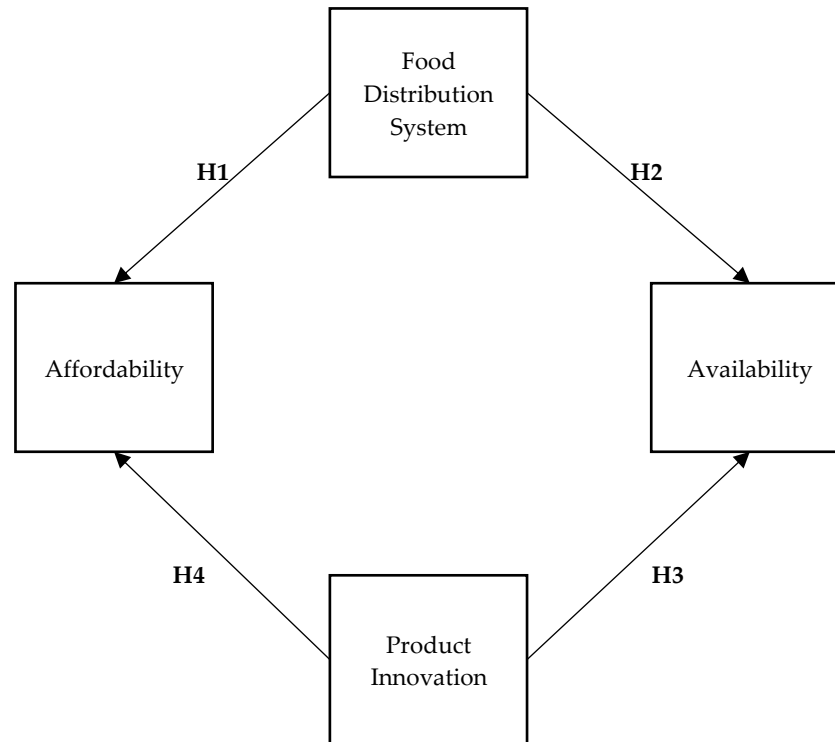 Food
Distribution
System
H1
H2
Affordability
Availability
H4
H3
Product
Innovation